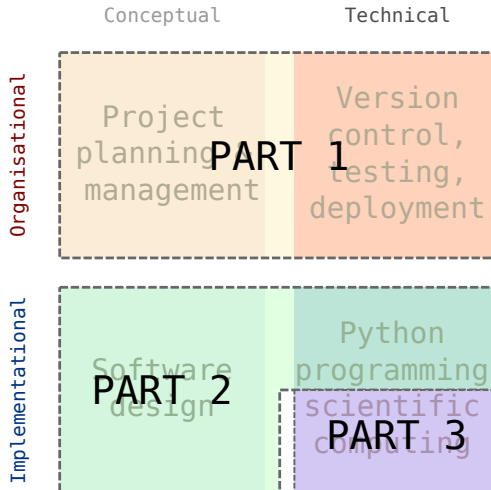 Conceptual
Technical
Organisational
Project
planning &
management
Version
control,
testing,
deployment
PART 1
Implementational
Software
design
PART 2
Python
programming
scientific
computing
PART 3